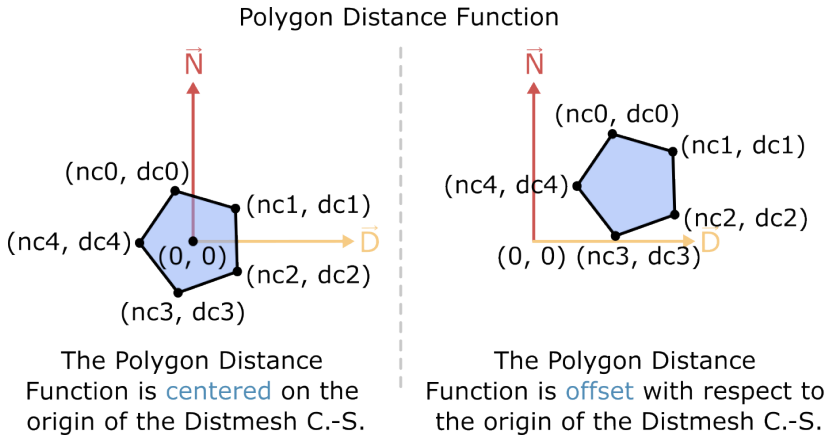 Polygon Distance Function
N
(nc0, dc0)
(nc1, dc1)
(nc4, dc4)
D
(0, 0)
(nc2, dc2)
(nc3, dc3)
The Polygon Distance
Function is centered on the
origin of the Distmesh C.-S.
N
(nc0, dc0)
(nc1, dc1)
(nc4, dc4)
(nc2, dc2)
D
(0, 0)
(nc3, dc3)
The Polygon Distance
Function is offset with respect to
the origin of the Distmesh C.-S.